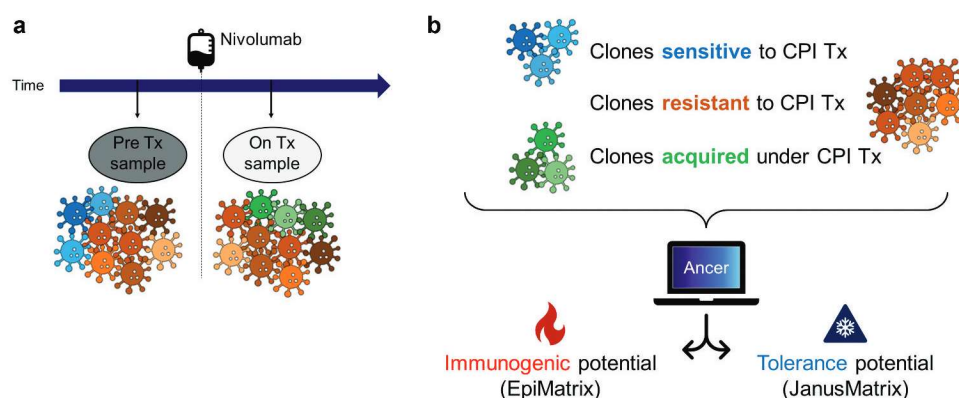 a
Nivolumab
Time
Pre Tx
sample
On Tx
sample
b
Clones sensitive to CPI Tx
Clones resistant to CPI Tx
Clones acquired under CPI Tx
Ancer
Immunogenic potential
(EpiMatrix)
Tolerance potential
(JanusMatrix)